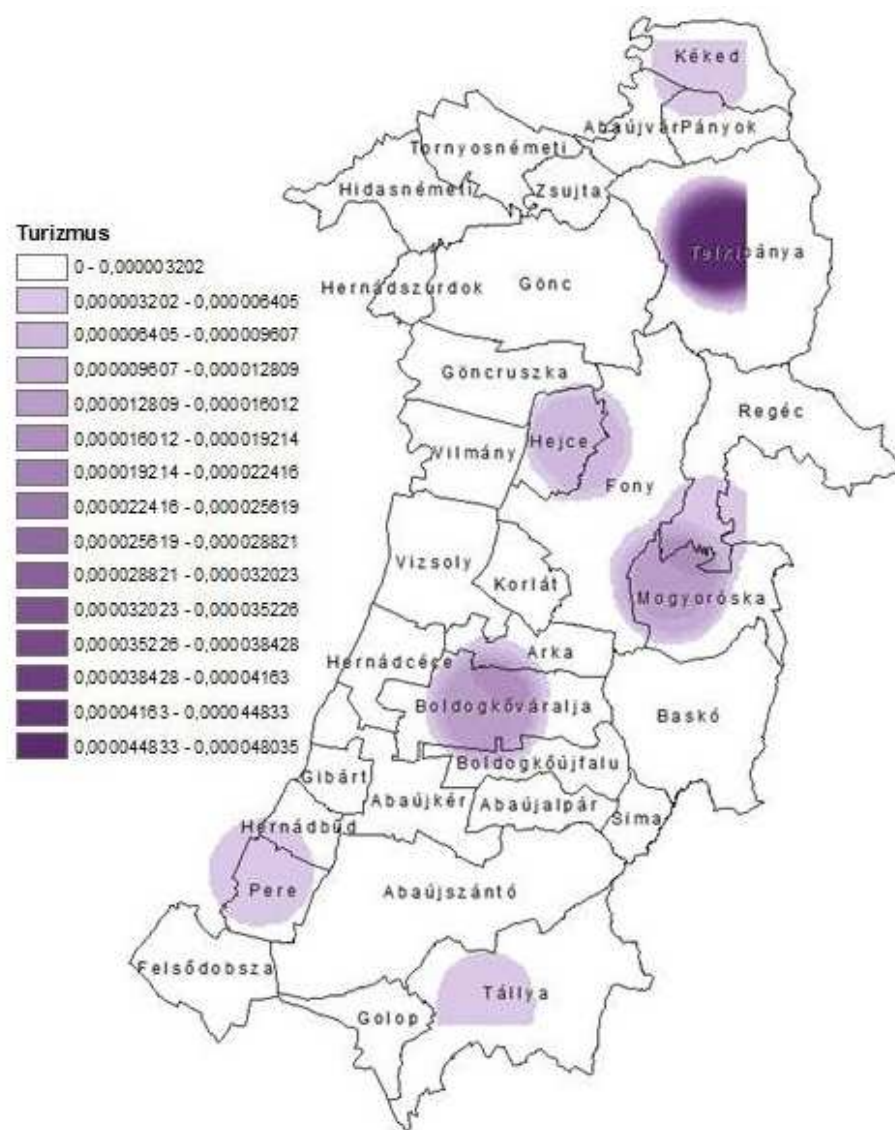 Kéked
Abaújvár Pányok
Tornyosnémeti
Hidasnémeti
Zsujta
Turizmus
0 - 0,000003202
0,000003202 - 0,000006405
0,000006405 - 0,000009607
0,000009607 - 0,000012809
0,000012809 - 0,000016012
0,000016012 - 0,000019214
0,000019214 - 0,000022416
0,000022416 - 0,000025619
0,000025619 - 0,000028821
0,000028821 - 0,000032023
0,000032023 - 0,000035226
0,000035226 - 0,000038428
0,000038428 - 0,00004163
0,00004163 - 0,000044833
0,000044833 - 0,000048035
Telkibánya
Hernádszurdok
Gönc
Göncruszka
Regéc
Hejce
Vilmány
Fony
Vizsoly
Korlát
Mogyoróska
Hernádcéce
Arka
Boldogkőváralja
Baskó
Boldogkőújfalu
Gibárt
Abaújkér
Abaújalpár
Sima
Hernádbűd
Pere
Abaújszántó
Felsődobsza
Tállya
Golop